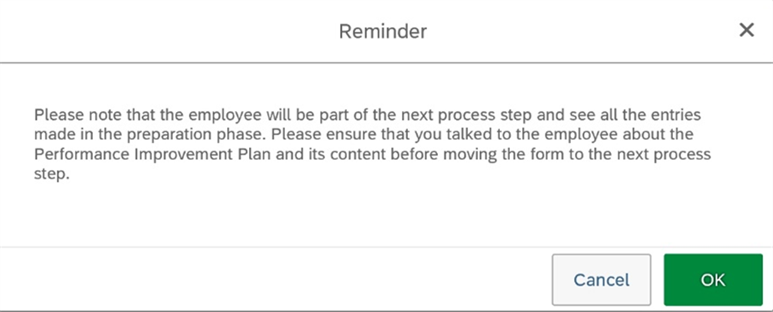 Reminder
Please note that the employee will be part of the next process step and see all the entries
made in the preparation phase. Please ensure that you talked to the employee about the
Performance Improvement Plan and its content before moving the form to the next process
step.
Cancel
OK